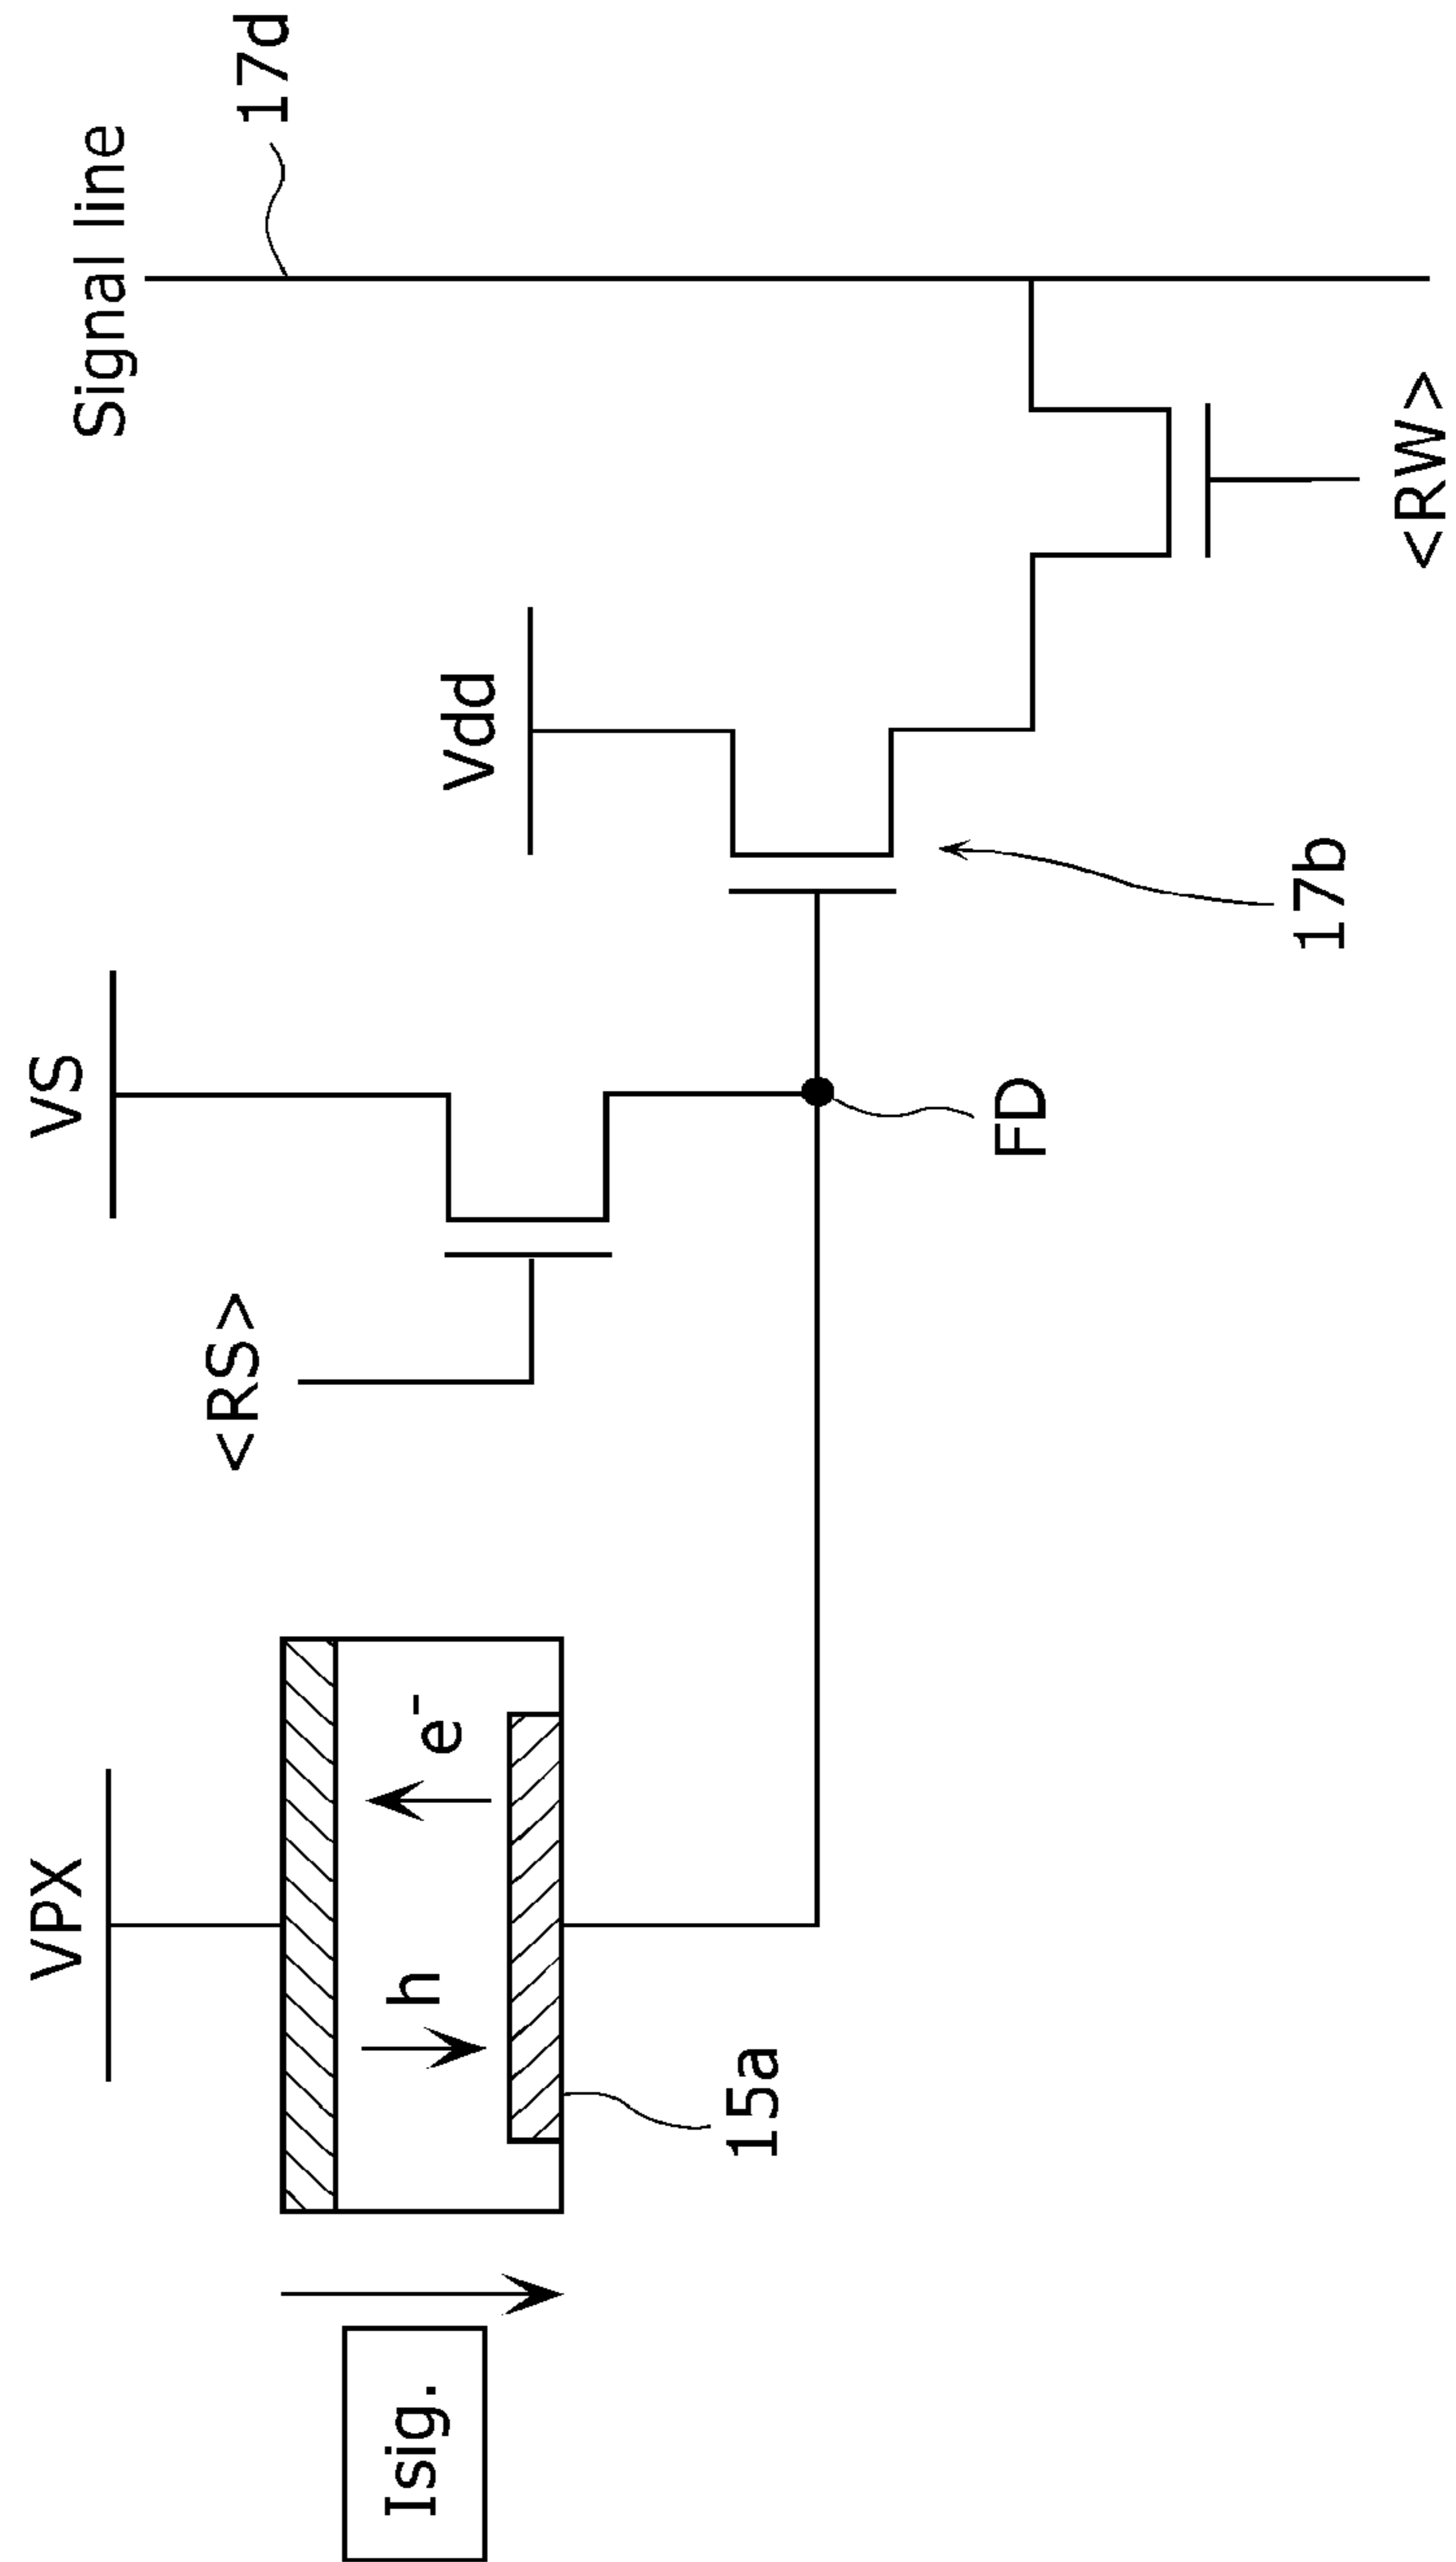 Isig.
VPX
h
e⁻
15a
<RS>
VS
FD
Vdd
17b
<RW>
Signal line
17d